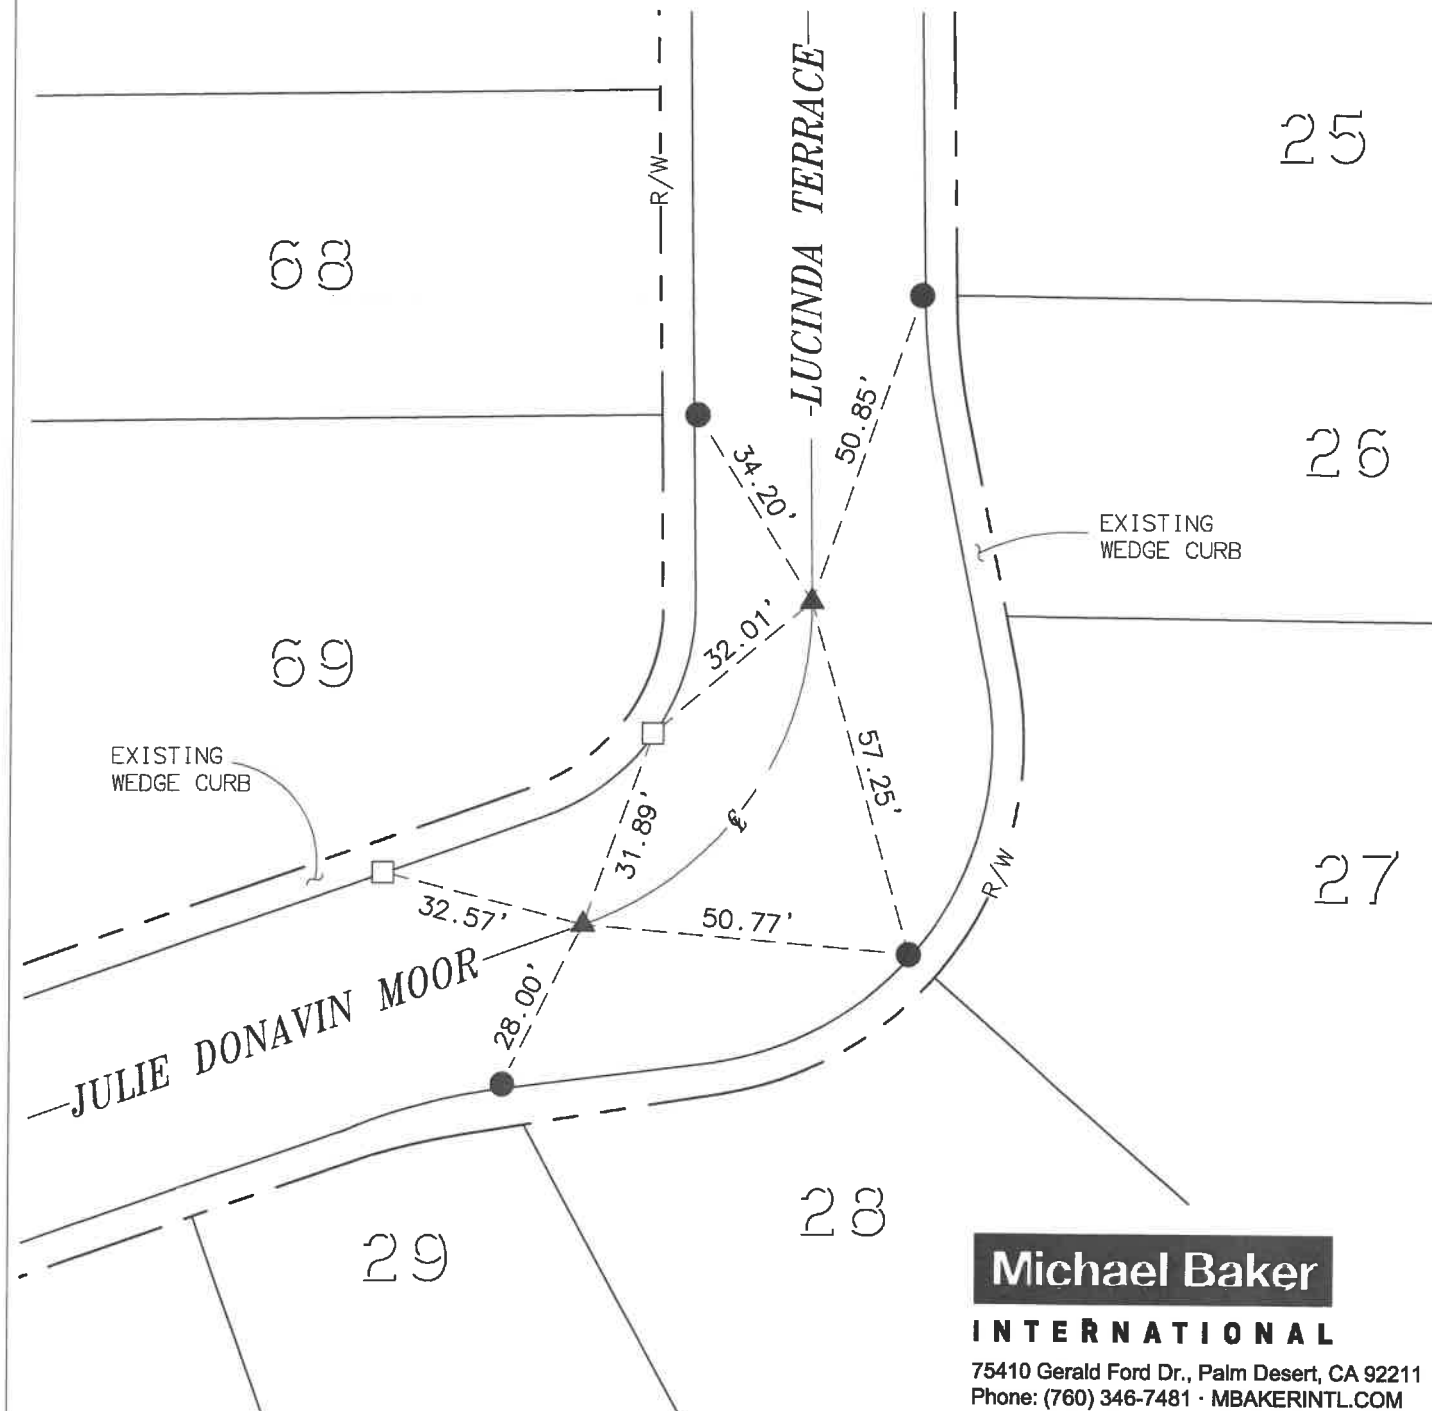 25
LUCINDA TERRACE
R/W
68
50.85'
34.20'
26
EXISTING
WEDGE CURB
32.01'
69
EXISTING
WEDGE CURB
57.25'
31.89'
℄
R/W
27
32.57'
50.77'
JULIE DONAVIN MOOR
28.00'
28
29
Michael Baker
INTERNATIONAL
75410 Gerald Ford Dr., Palm Desert, CA 92211
Phone: (760) 346-7481 · MBAKERINTL.COM